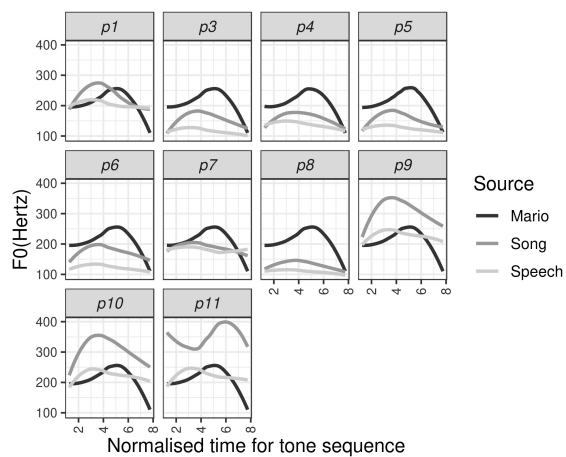 p1 p3 p4 p5
400
300
200
100
p6 p7 p8 p9
400
300
200
100
2 4 6 8 2 4 6 8
p10 p11
400
300
200
100
2 4 6 8 2 4 6 8
F0(Hertz)
Normalised time for tone sequence
Source
Mario
Song
Speech